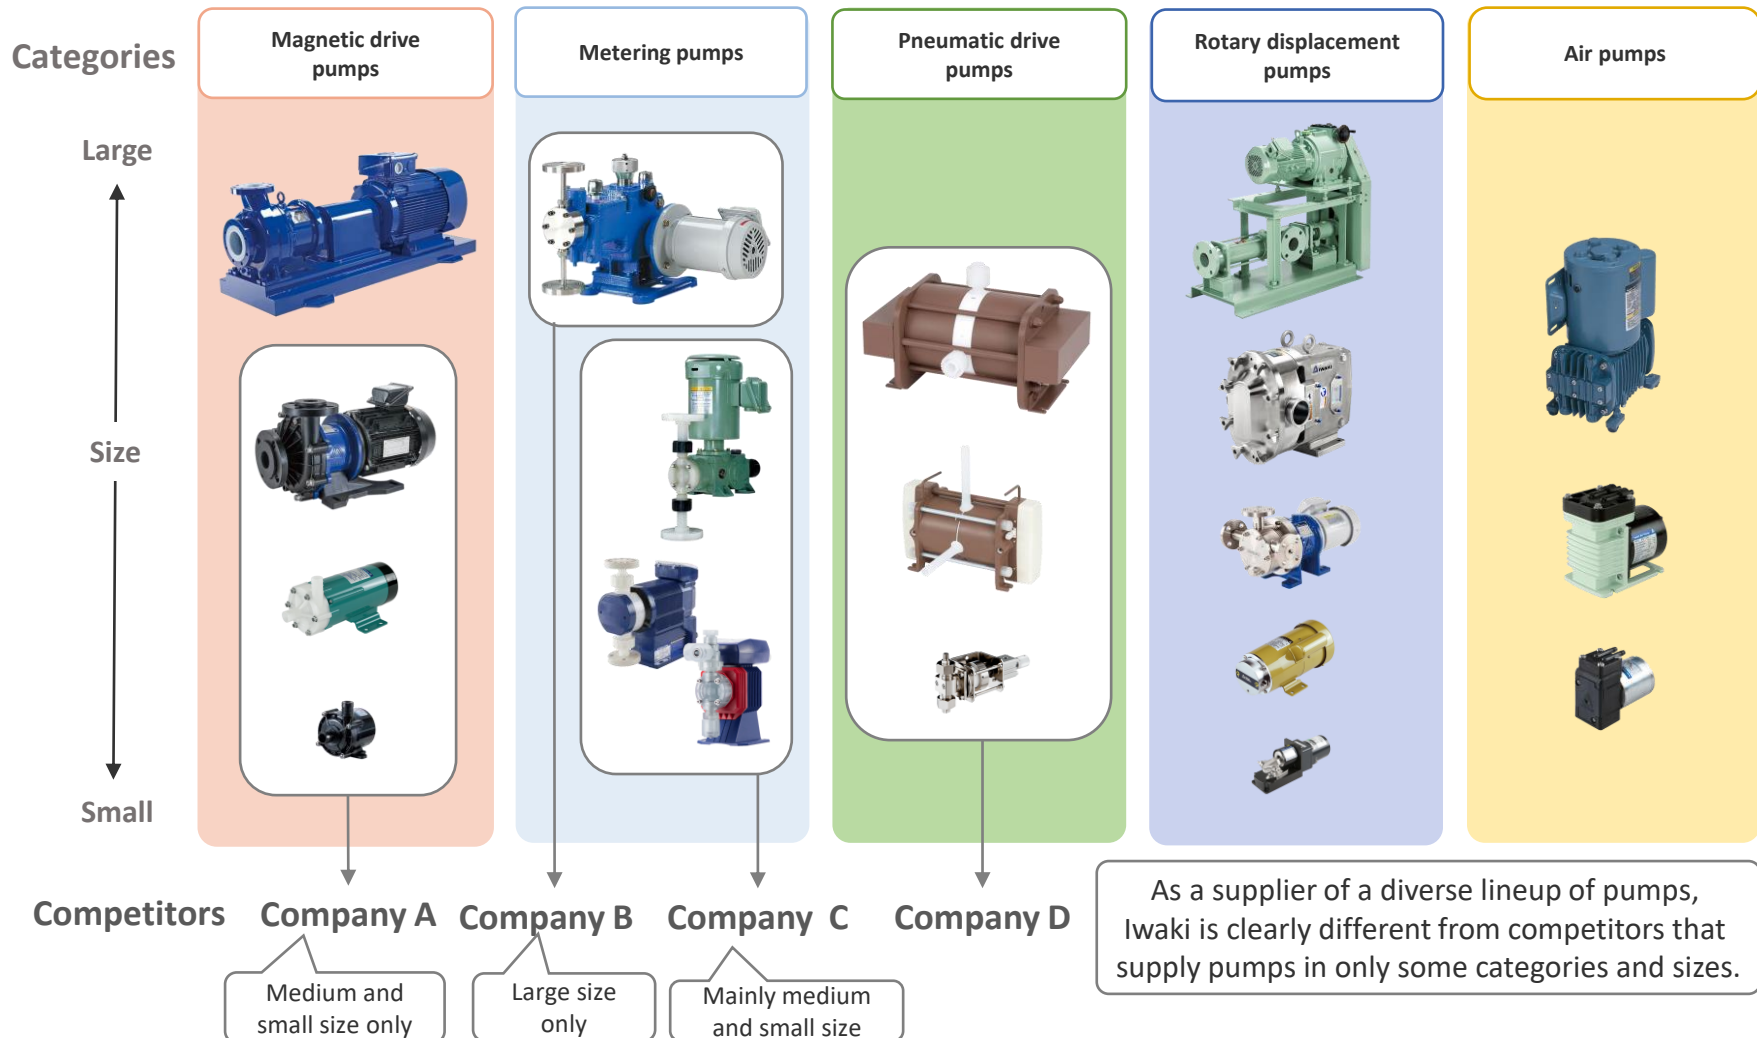 Categories
Magnetic drive
pumps
Metering pumps
Pneumatic drive
pumps
Rotary displacement
pumps
Air pumps
Large
Size
Small
IWAKI
Competitors
Company A
Company B
Company C
Company D
Medium and
small size only
Large size
only
Mainly medium
and small size
As a supplier of a diverse lineup of pumps,
Iwaki is clearly different from competitors that
supply pumps in only some categories and sizes.